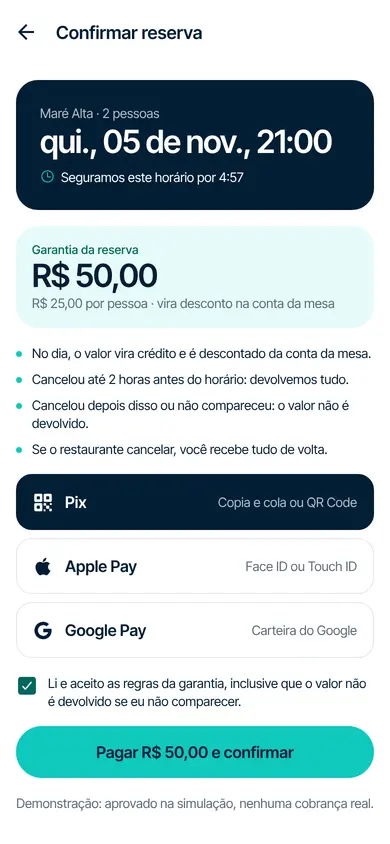 Confirmar reserva
Maré Alta · 2 pessoas
qui., 05 de nov., 21:00
Seguramos este horário por 4:57
Garantia da reserva
R$ 50,00
R$ 25,00 por pessoa · vira desconto na conta da mesa
No dia, o valor vira crédito e é descontado da conta da mesa.
Cancelou até 2 horas antes do horário: devolvemos tudo.
Cancelou depois disso ou não compareceu: o valor não é
devolvido.
Se o restaurante cancelar, você recebe tudo de volta.
Pix Copia e cola ou QR Code
Apple Pay Face ID ou Touch ID
Google Pay Carteira do Google
Li e aceito as regras da garantia, inclusive que o valor não
é devolvido se eu não comparecer.
Pagar R$ 50,00 e confirmar
Demonstração: aprovado na simulação, nenhuma cobrança real.